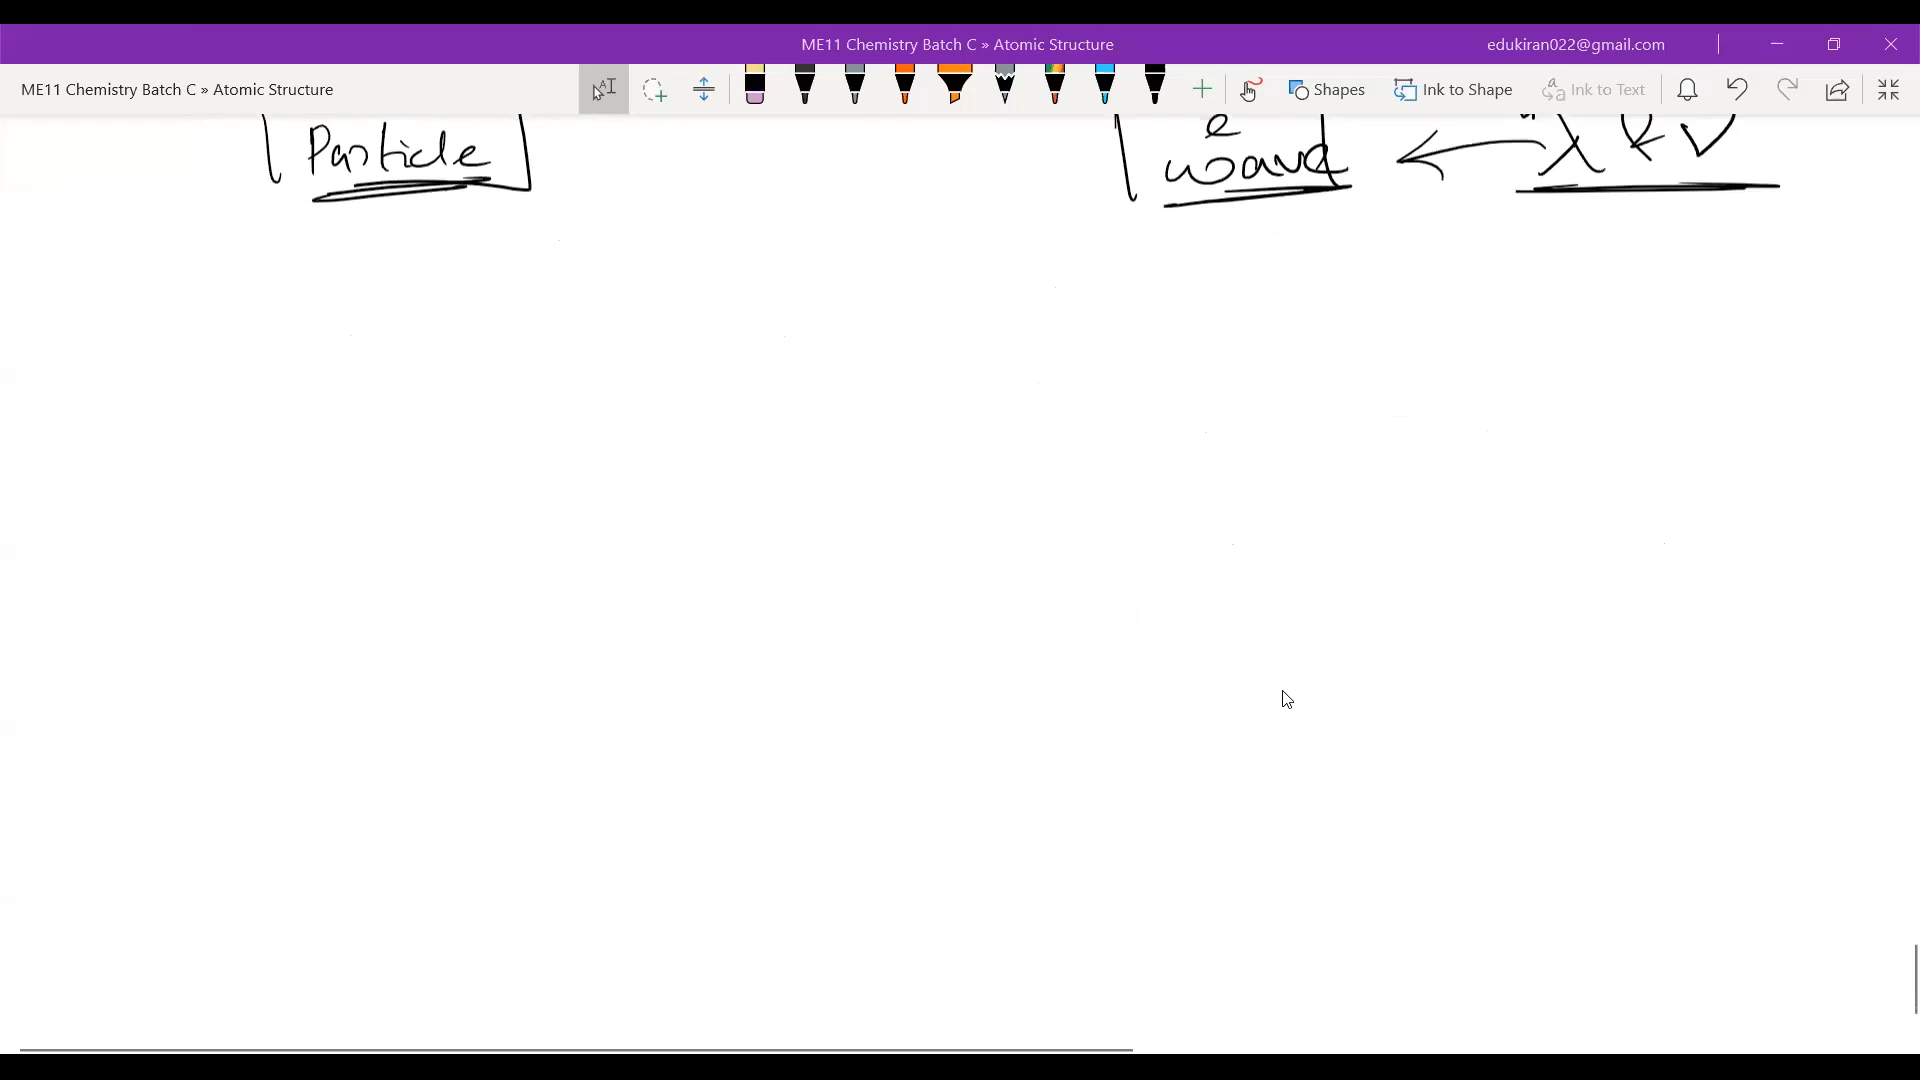 ME11 Chemistry Batch C » Atomic Structure
edukiran022@gmail.com
ME11 Chemistry Batch C » Atomic Structure
Shapes
Ink to Shape
Ink to Text
e
Particle
wave
λ & ν